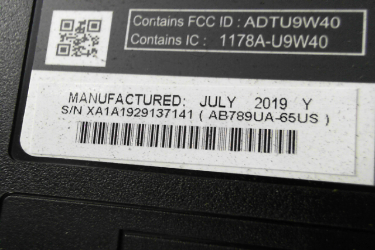 Contains FCC ID : ADTU9W40
Contains IC : 1178A-U9W40
MANUFACTURED: JULY 2019 Y
S/N XA1A1929137141 ( AB789UA-65US )